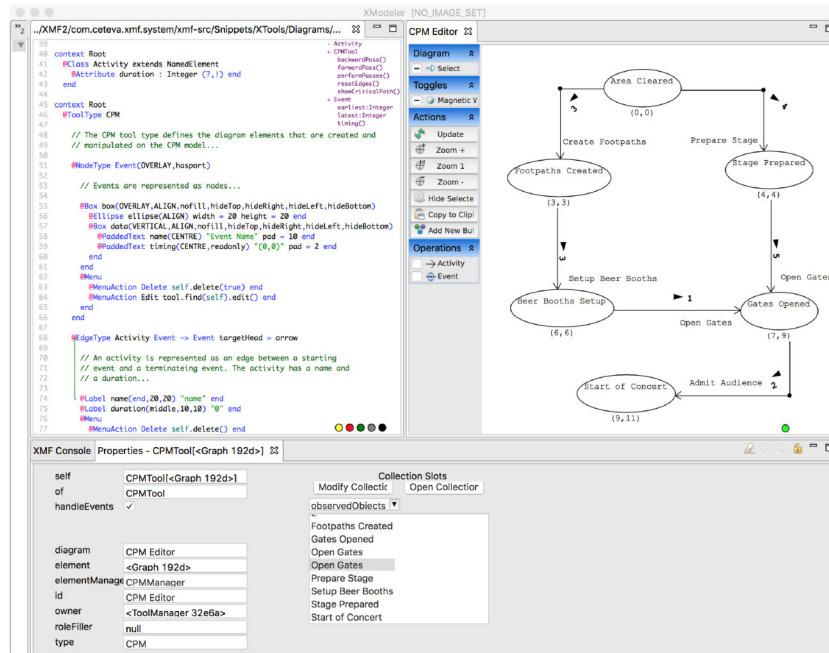 XModeler [NO_IMAGE_SET]
»2
../XMF2/com.ceteva.xmf.system/xmf-src/Snippets/XTools/Diagrams/...
39
40 context Root
41 @Class Activity extends NamedElement
42 @Attribute duration : Integer (?,!) end
43 end
44
45 context Root
46 @ToolType CPM
47
48 // The CPM tool type defines the diagram elements that are created and
49 // manipulated on the CPM model...
50
51 @NodeType Event(OVERLAY,hasport)
52
53 // Events are represented as nodes...
54
55 @Box box(OVERLAY,ALIGN,nofill,hideTop,hideRight,hideLeft,hideBottom)
56 @Ellipse ellipse(ALIGN) width = 20 height = 20 end
57 @Box data(VERTICAL,ALIGN,nofill,hideTop,hideRight,hideLeft,hideBottom)
58 @PaddedText name(CENTRE) "Event Name" pad = 10 end
59 @PaddedText timing(CENTRE,readonly) "(0,0)" pad = 2 end
60 end
61 end
62 @Menu
63 @MenuAction Delete self.delete(true) end
64 @MenuAction Edit tool.find(self).edit() end
65 end
66 end
67
68 @EdgeType Activity Event -> Event targetHead = arrow
69
70 // An activity is represented as an edge between a starting
71 // event and a terminateing event. The activity has a name and
72 // a duration...
73
74 @Label name(end,20,20) "name" end
75 @Label duration(middle,10,10) "0" end
76 @Menu
77 @MenuAction Delete self.delete() end
- Activity
+ CPMTool
backwardPass()
forwardPass()
performPasses()
resetEdges()
showCriticalPath()
+ Event
earliest:Integer
latest:Integer
timing()
CPM Editor
Diagram
Select
Toggles
Magnetic W
Actions
Update
Zoom +
Zoom 1
Zoom -
Hide Selecte
Copy to Clip
Add New Bu
Operations
Activity
Event
Area Cleared
(0,0)
3
4
Create Footpaths
Prepare Stage
Footpaths Created
(3,3)
Stage Prepared
(4,4)
3
5
Setup Beer Booths
Open Gates
Beer Booths Setup
(6,6)
1
Open Gates
Gates Opened
(7,9)
Admit Audience
2
Start of Concert
(9,11)
XMF Console
Properties - CPMTool[<Graph 192d>]
self CPMTool[<Graph 192d>]
of CPMTool
handleEvents
diagram CPM Editor
element <Graph 192d>
elementManage CPMManager
id CPM Editor
owner <ToolManager 32e6a>
roleFiller null
type CPM
Collection Slots
Modify Collectic Open Collection
observedObjects
Footpaths Created
Gates Opened
Open Gates
Open Gates
Prepare Stage
Setup Beer Booths
Stage Prepared
Start of Concert